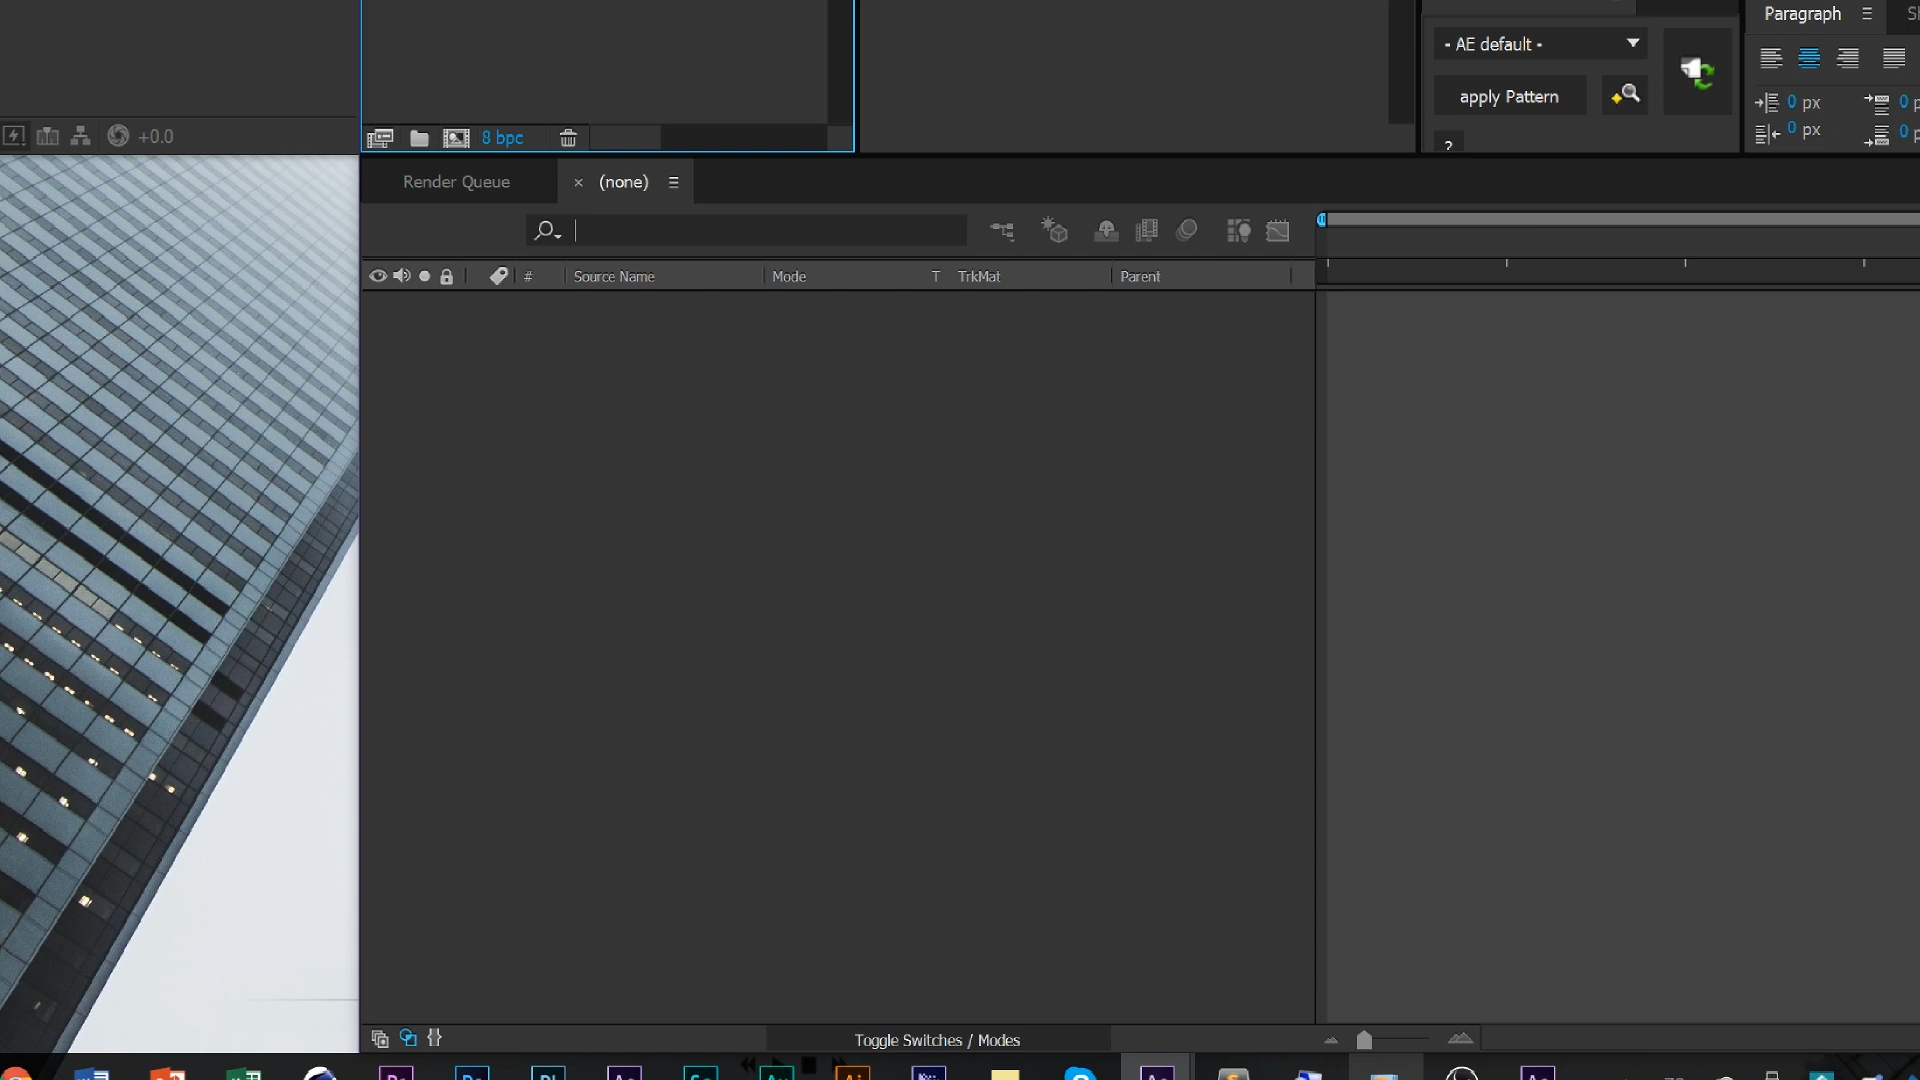 Paragraph
- AE default -
apply Pattern
0 px
0 px
?
+0.0
8 bpc
Render Queue
(none)
# Source Name Mode T TrkMat Parent
Toggle Switches / Modes